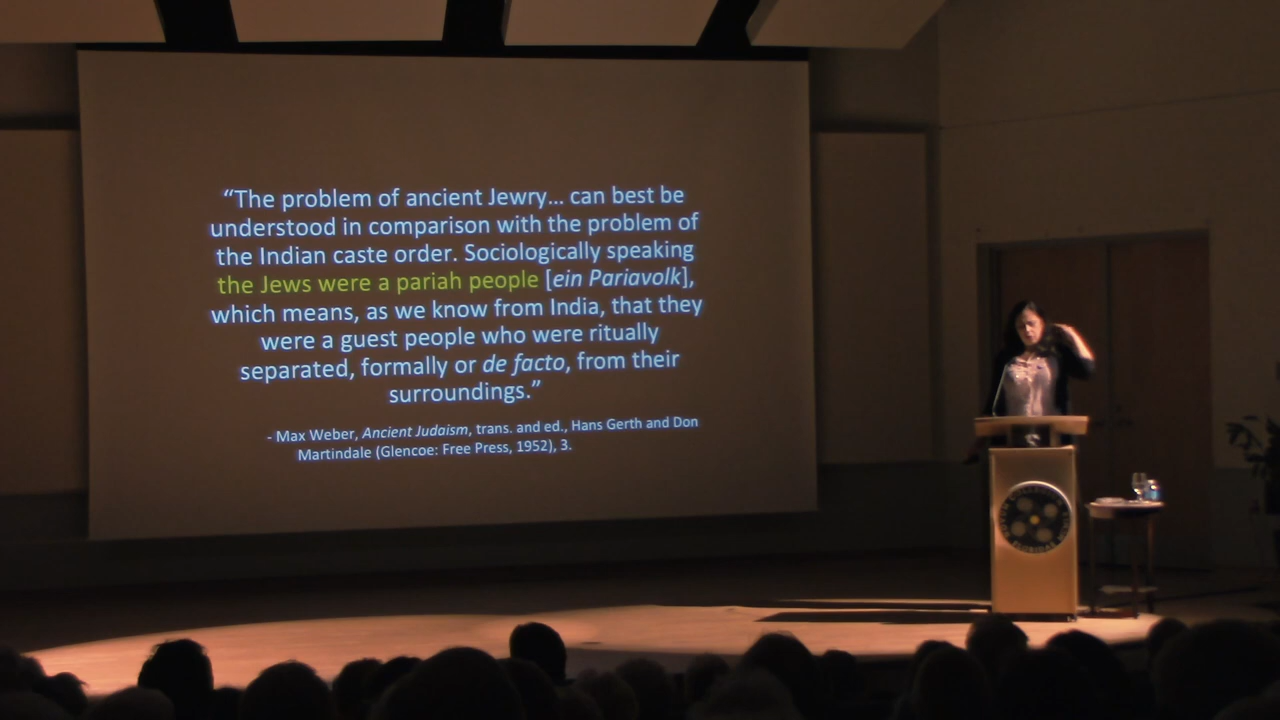 “The problem of ancient Jewry… can best be
understood in comparison with the problem of
the Indian caste order. Sociologically speaking
the Jews were a pariah people [ein Pariavolk],
which means, as we know from India, that they
were a guest people who were ritually
separated, formally or de facto, from their
surroundings.”
- Max Weber, Ancient Judaism, trans. and ed., Hans Gerth and Don
Martindale (Glencoe: Free Press, 1952), 3.